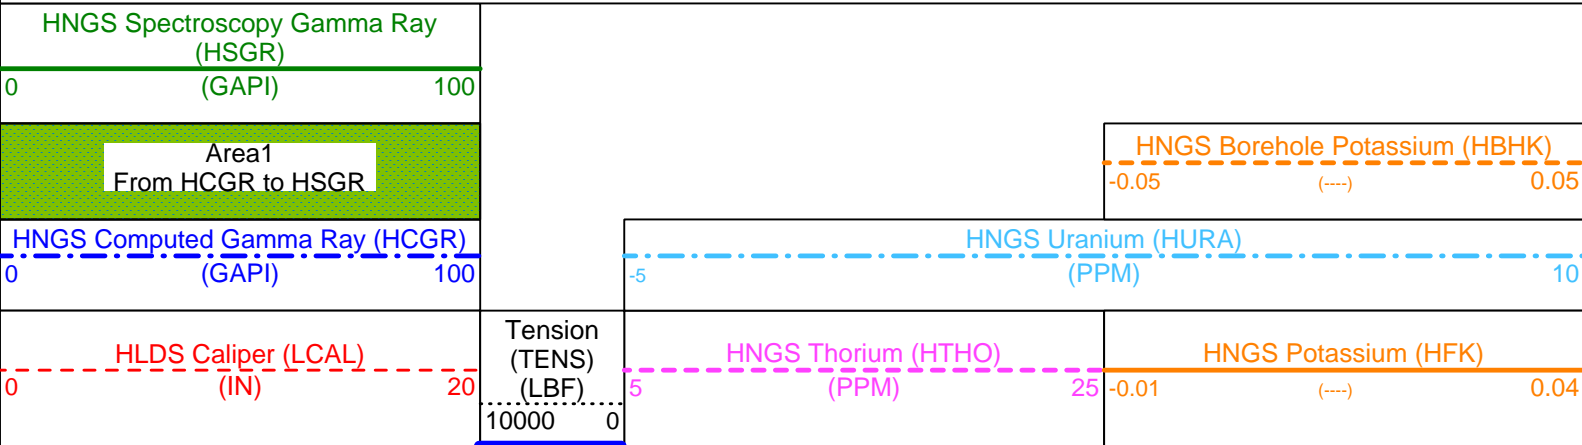 HNGS Spectroscopy Gamma Ray
(HSGR)
0 (GAPI) 100
Area1
From HCGR to HSGR
HNGS Borehole Potassium (HBHK)
-0.05 (----) 0.05
HNGS Computed Gamma Ray (HCGR)
0 (GAPI) 100
HNGS Uranium (HURA)
-5 (PPM) 10
HLDS Caliper (LCAL)
0 (IN) 20
Tension
(TENS)
(LBF)
10000 0
HNGS Thorium (HTHO)
5 (PPM) 25
HNGS Potassium (HFK)
-0.01 (----) 0.04